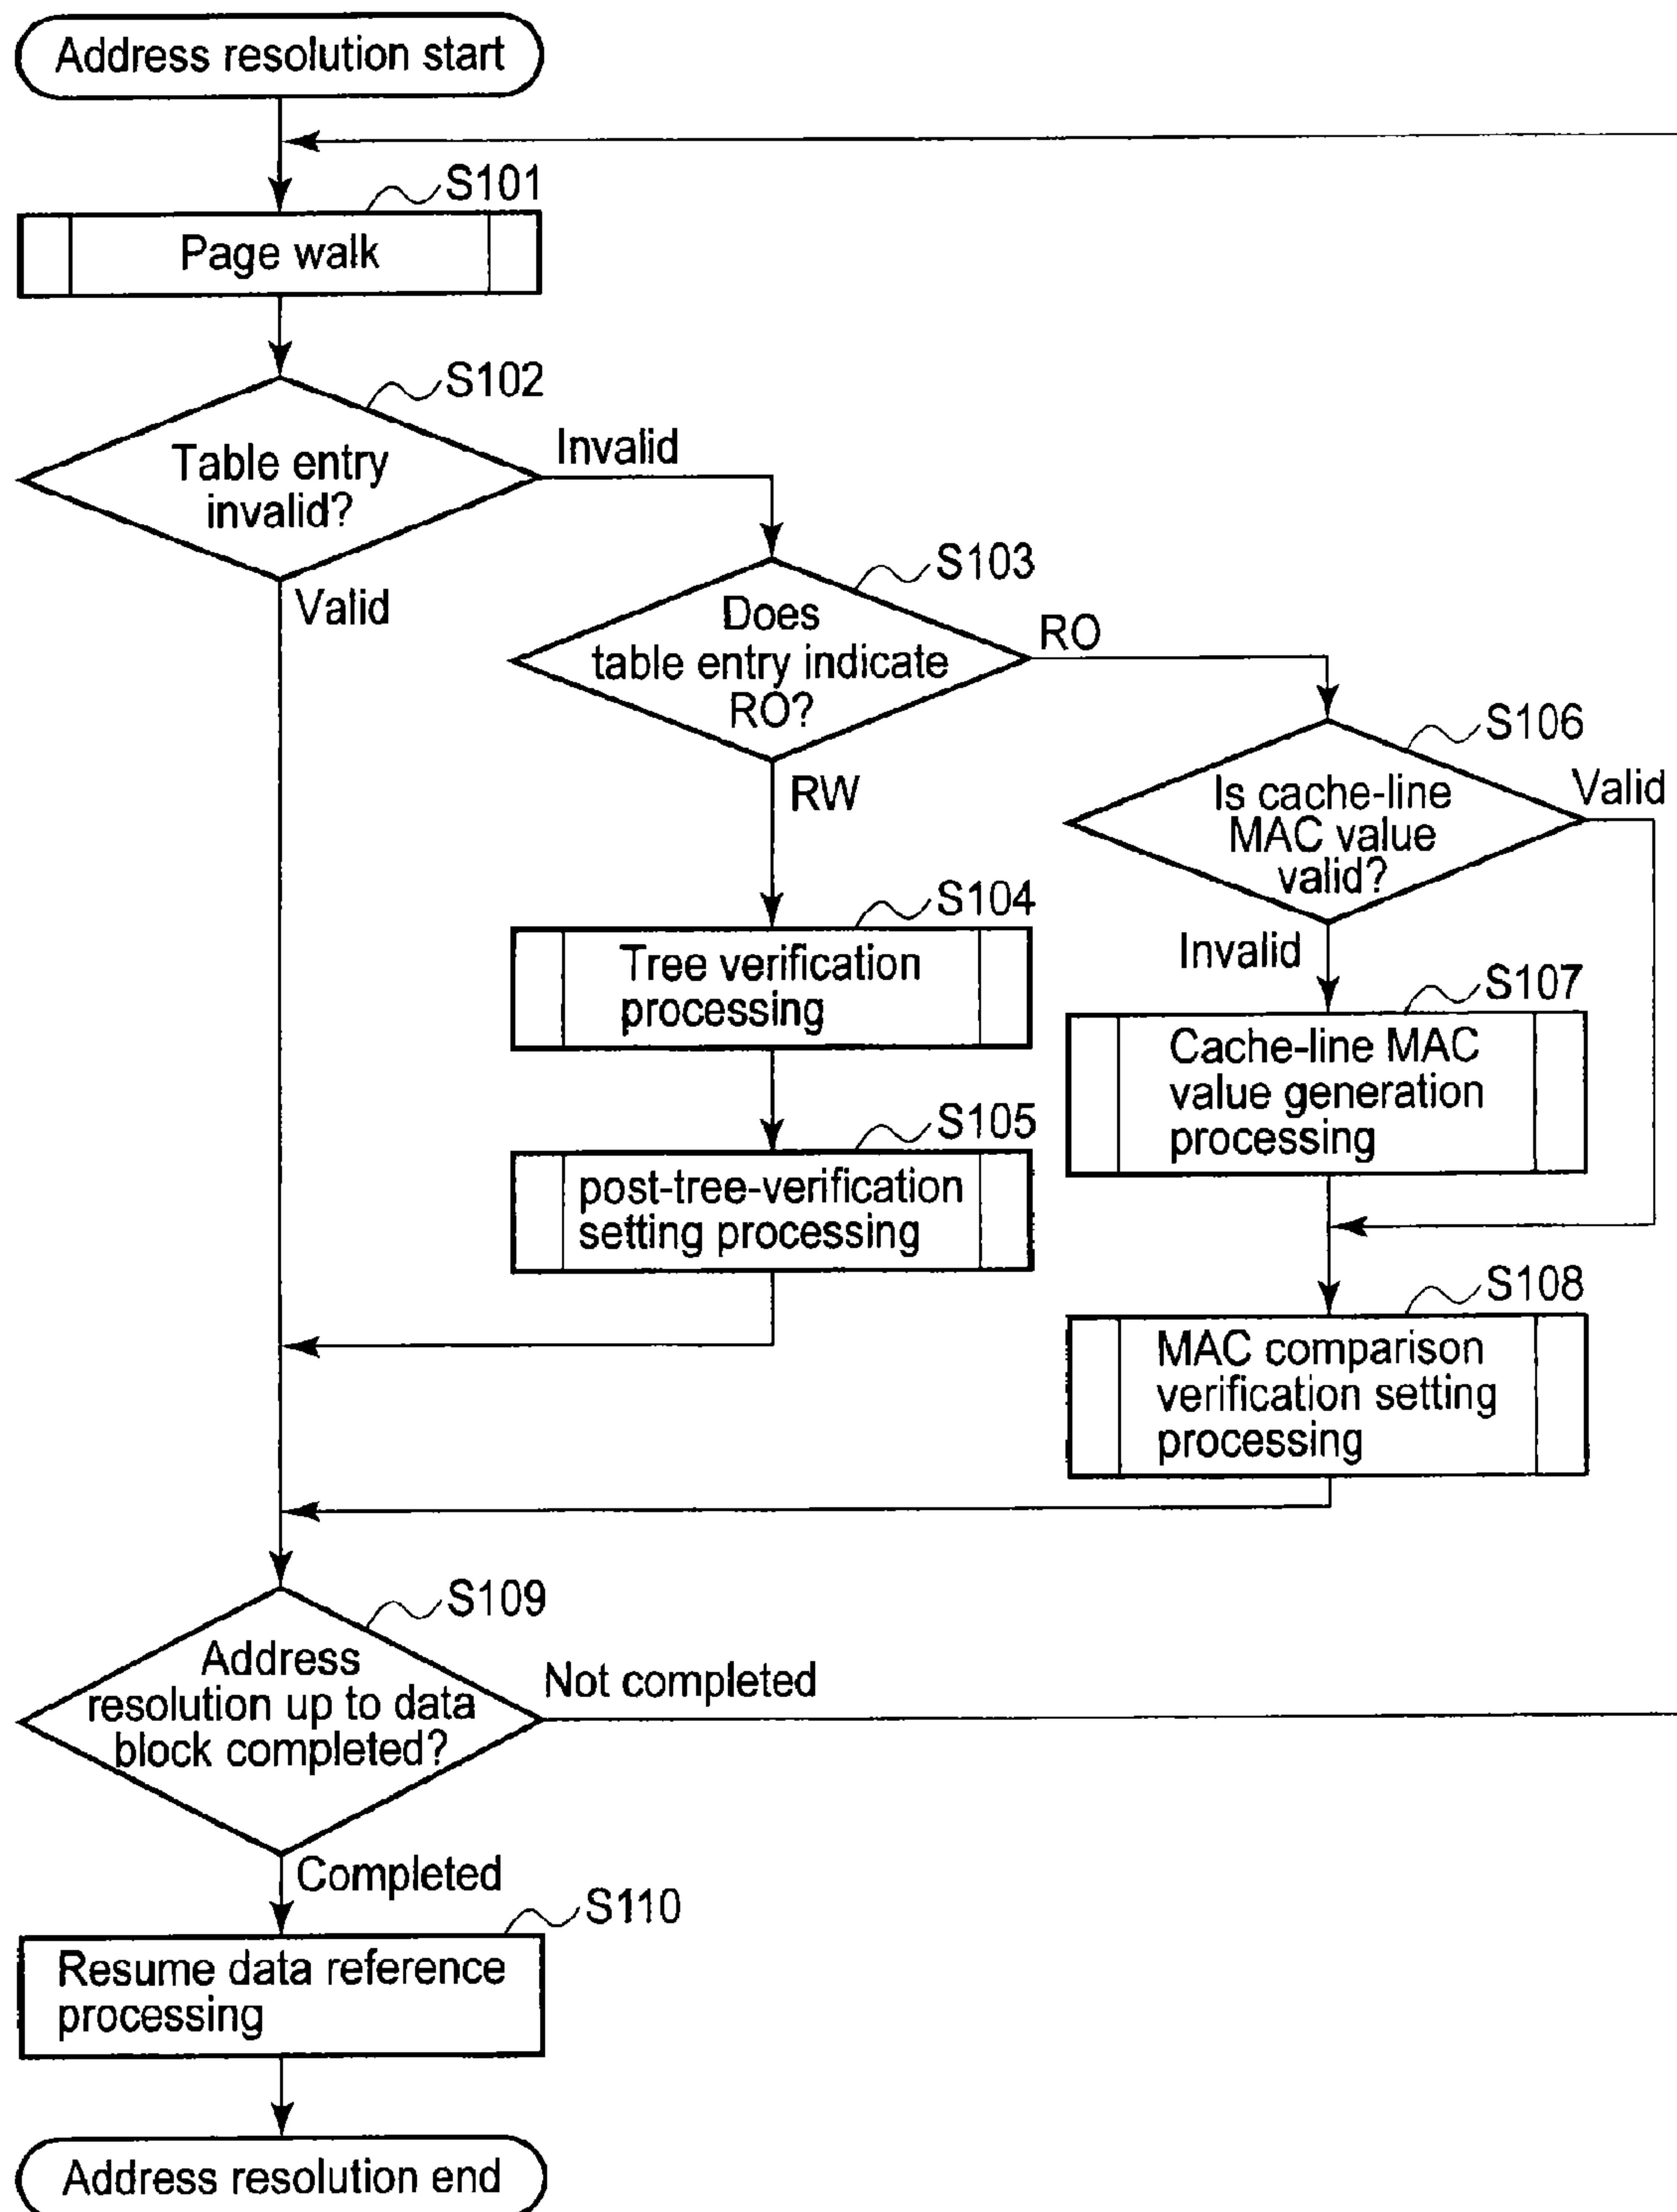 Address resolution start
S101
Page walk
S102
Table entry
invalid?
Invalid
Valid
S103
Does
table entry indicate
RO?
RO
RW
S106
Is cache-line
MAC value
valid?
Valid
Invalid
S104
Tree verification
processing
S107
Cache-line MAC
value generation
processing
S105
post-tree-verification
setting processing
S108
MAC comparison
verification setting
processing
S109
Address
resolution up to data
block completed?
Not completed
Completed
S110
Resume data reference
processing
Address resolution end